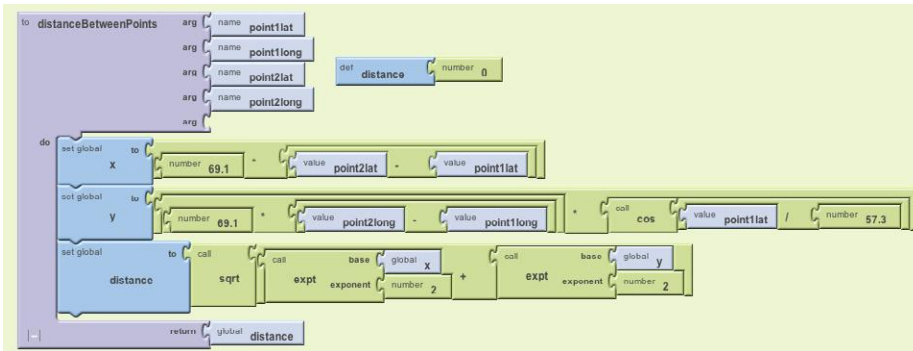 to distanceBetweenPoints arg name point1lat
arg name point1long
def distance number 0
arg name point2lat
arg name point2long
arg
do set global x to number 69.1 * value point2lat - value point1lat
set global y to number 69.1 * value point2long - value point1long * call cos value point1lat / number 57.3
set global distance to call sqrt call expt base global x exponent number 2 + call expt base global y exponent number 2
return global distance